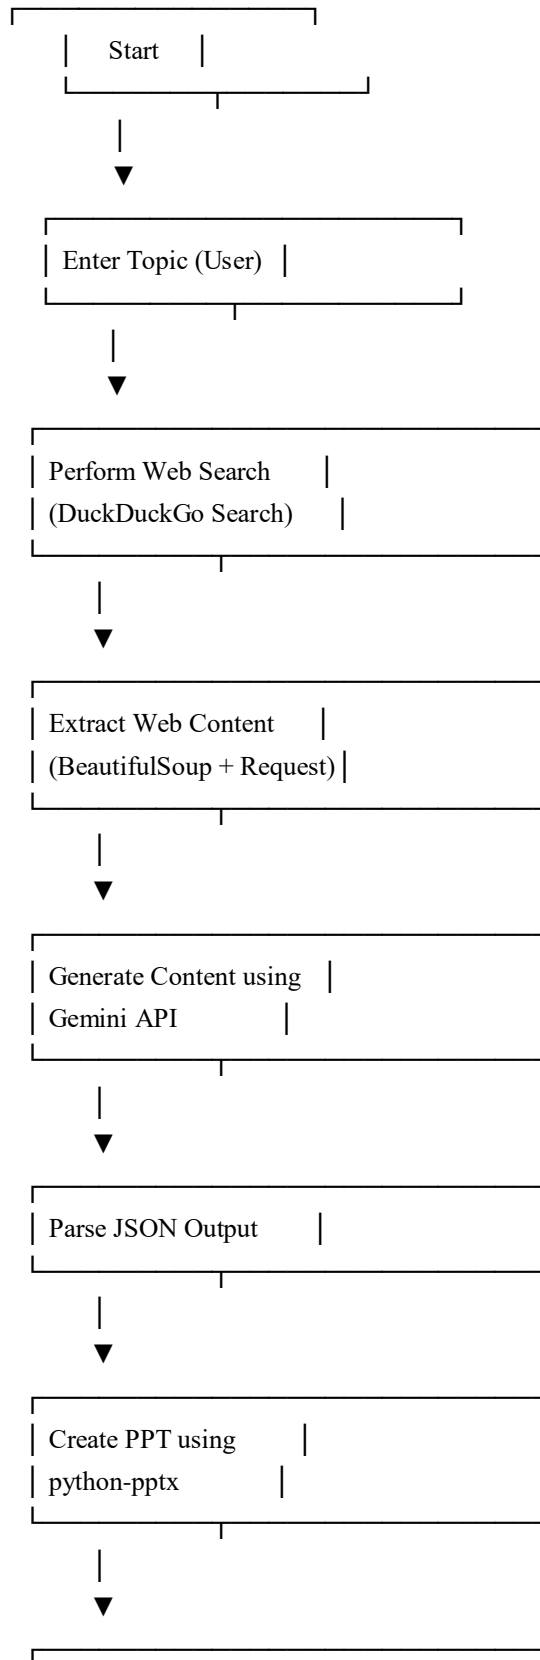 Start
Enter Topic (User)
Perform Web Search
(DuckDuckGo Search)
Extract Web Content
(BeautifulSoup + Request)
Generate Content using
Gemini API
Parse JSON Output
Create PPT using
python-pptx